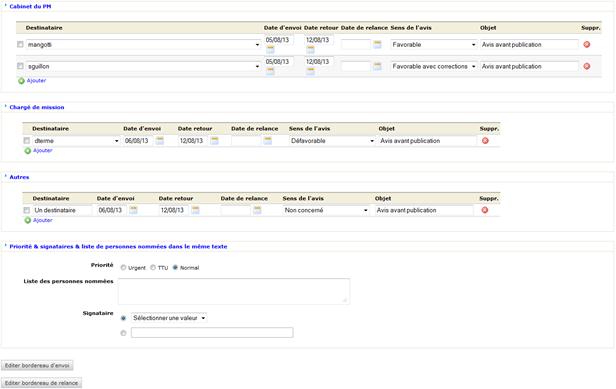 Cabinet du PM
Destinataire Date d'envoi Date retour Date de relance Sens de l'avis Objet Suppr.
mangotti 05/08/13 12/08/13 Favorable Avis avant publication
sguillon 05/08/13 12/08/13 Favorable avec corrections Avis avant publication
Ajouter
Chargé de mission
Destinataire Date d'envoi Date retour Date de relance Sens de l'avis Objet Suppr.
dterme 06/08/13 12/08/13 Défavorable Avis avant publication
Ajouter
Autres
Destinataire Date d'envoi Date retour Date de relance Sens de l'avis Objet Suppr.
Un destinataire 06/08/13 12/08/13 Non concerné Avis avant publication
Ajouter
Priorité & signataires & liste de personnes nommées dans le même texte
Priorité Urgent TTU Normal
Liste des personnes nommées
Signataire Sélectionner une valeur
Editer bordereau d'envoi
Editer bordereau de relance